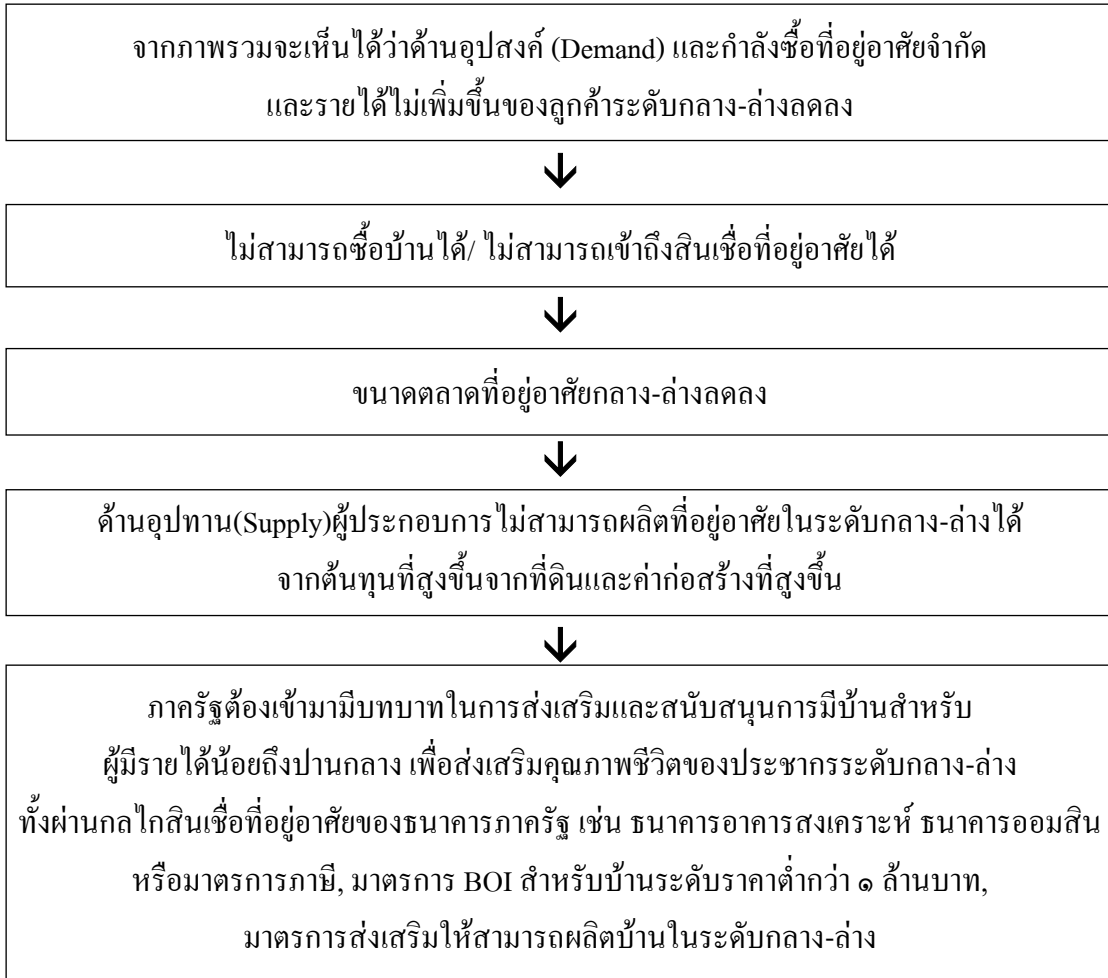 จากภาพรวมจะเห็นได้ว่าด้านอุปสงค์ (Demand) และกำลังซื้อที่อยู่อาศัยจำกัด
และรายได้ไม่เพิ่มขึ้นของลูกค้าระดับกลาง-ล่างลดลง
ไม่สามารถซื้อบ้านได้/ ไม่สามารถเข้าถึงสินเชื่อที่อยู่อาศัยได้
ขนาดตลาดที่อยู่อาศัยกลาง-ล่างลดลง
ด้านอุปทาน(Supply)ผู้ประกอบการไม่สามารถผลิตที่อยู่อาศัยในระดับกลาง-ล่างได้
จากต้นทุนที่สูงขึ้นจากที่ดินและค่าก่อสร้างที่สูงขึ้น
ภาครัฐต้องเข้ามามีบทบาทในการส่งเสริมและสนับสนุนการมีบ้านสำหรับ
ผู้มีรายได้น้อยถึงปานกลาง เพื่อส่งเสริมคุณภาพชีวิตของประชากรระดับกลาง-ล่าง
ทั้งผ่านกลไกสินเชื่อที่อยู่อาศัยของธนาคารภาครัฐ เช่น ธนาคารอาคารสงเคราะห์ ธนาคารออมสิน
หรือมาตรการภาษี, มาตรการ BOI สำหรับบ้านระดับราคาต่ำกว่า ๑ ล้านบาท,
มาตรการส่งเสริมให้สามารถผลิตบ้านในระดับกลาง-ล่าง